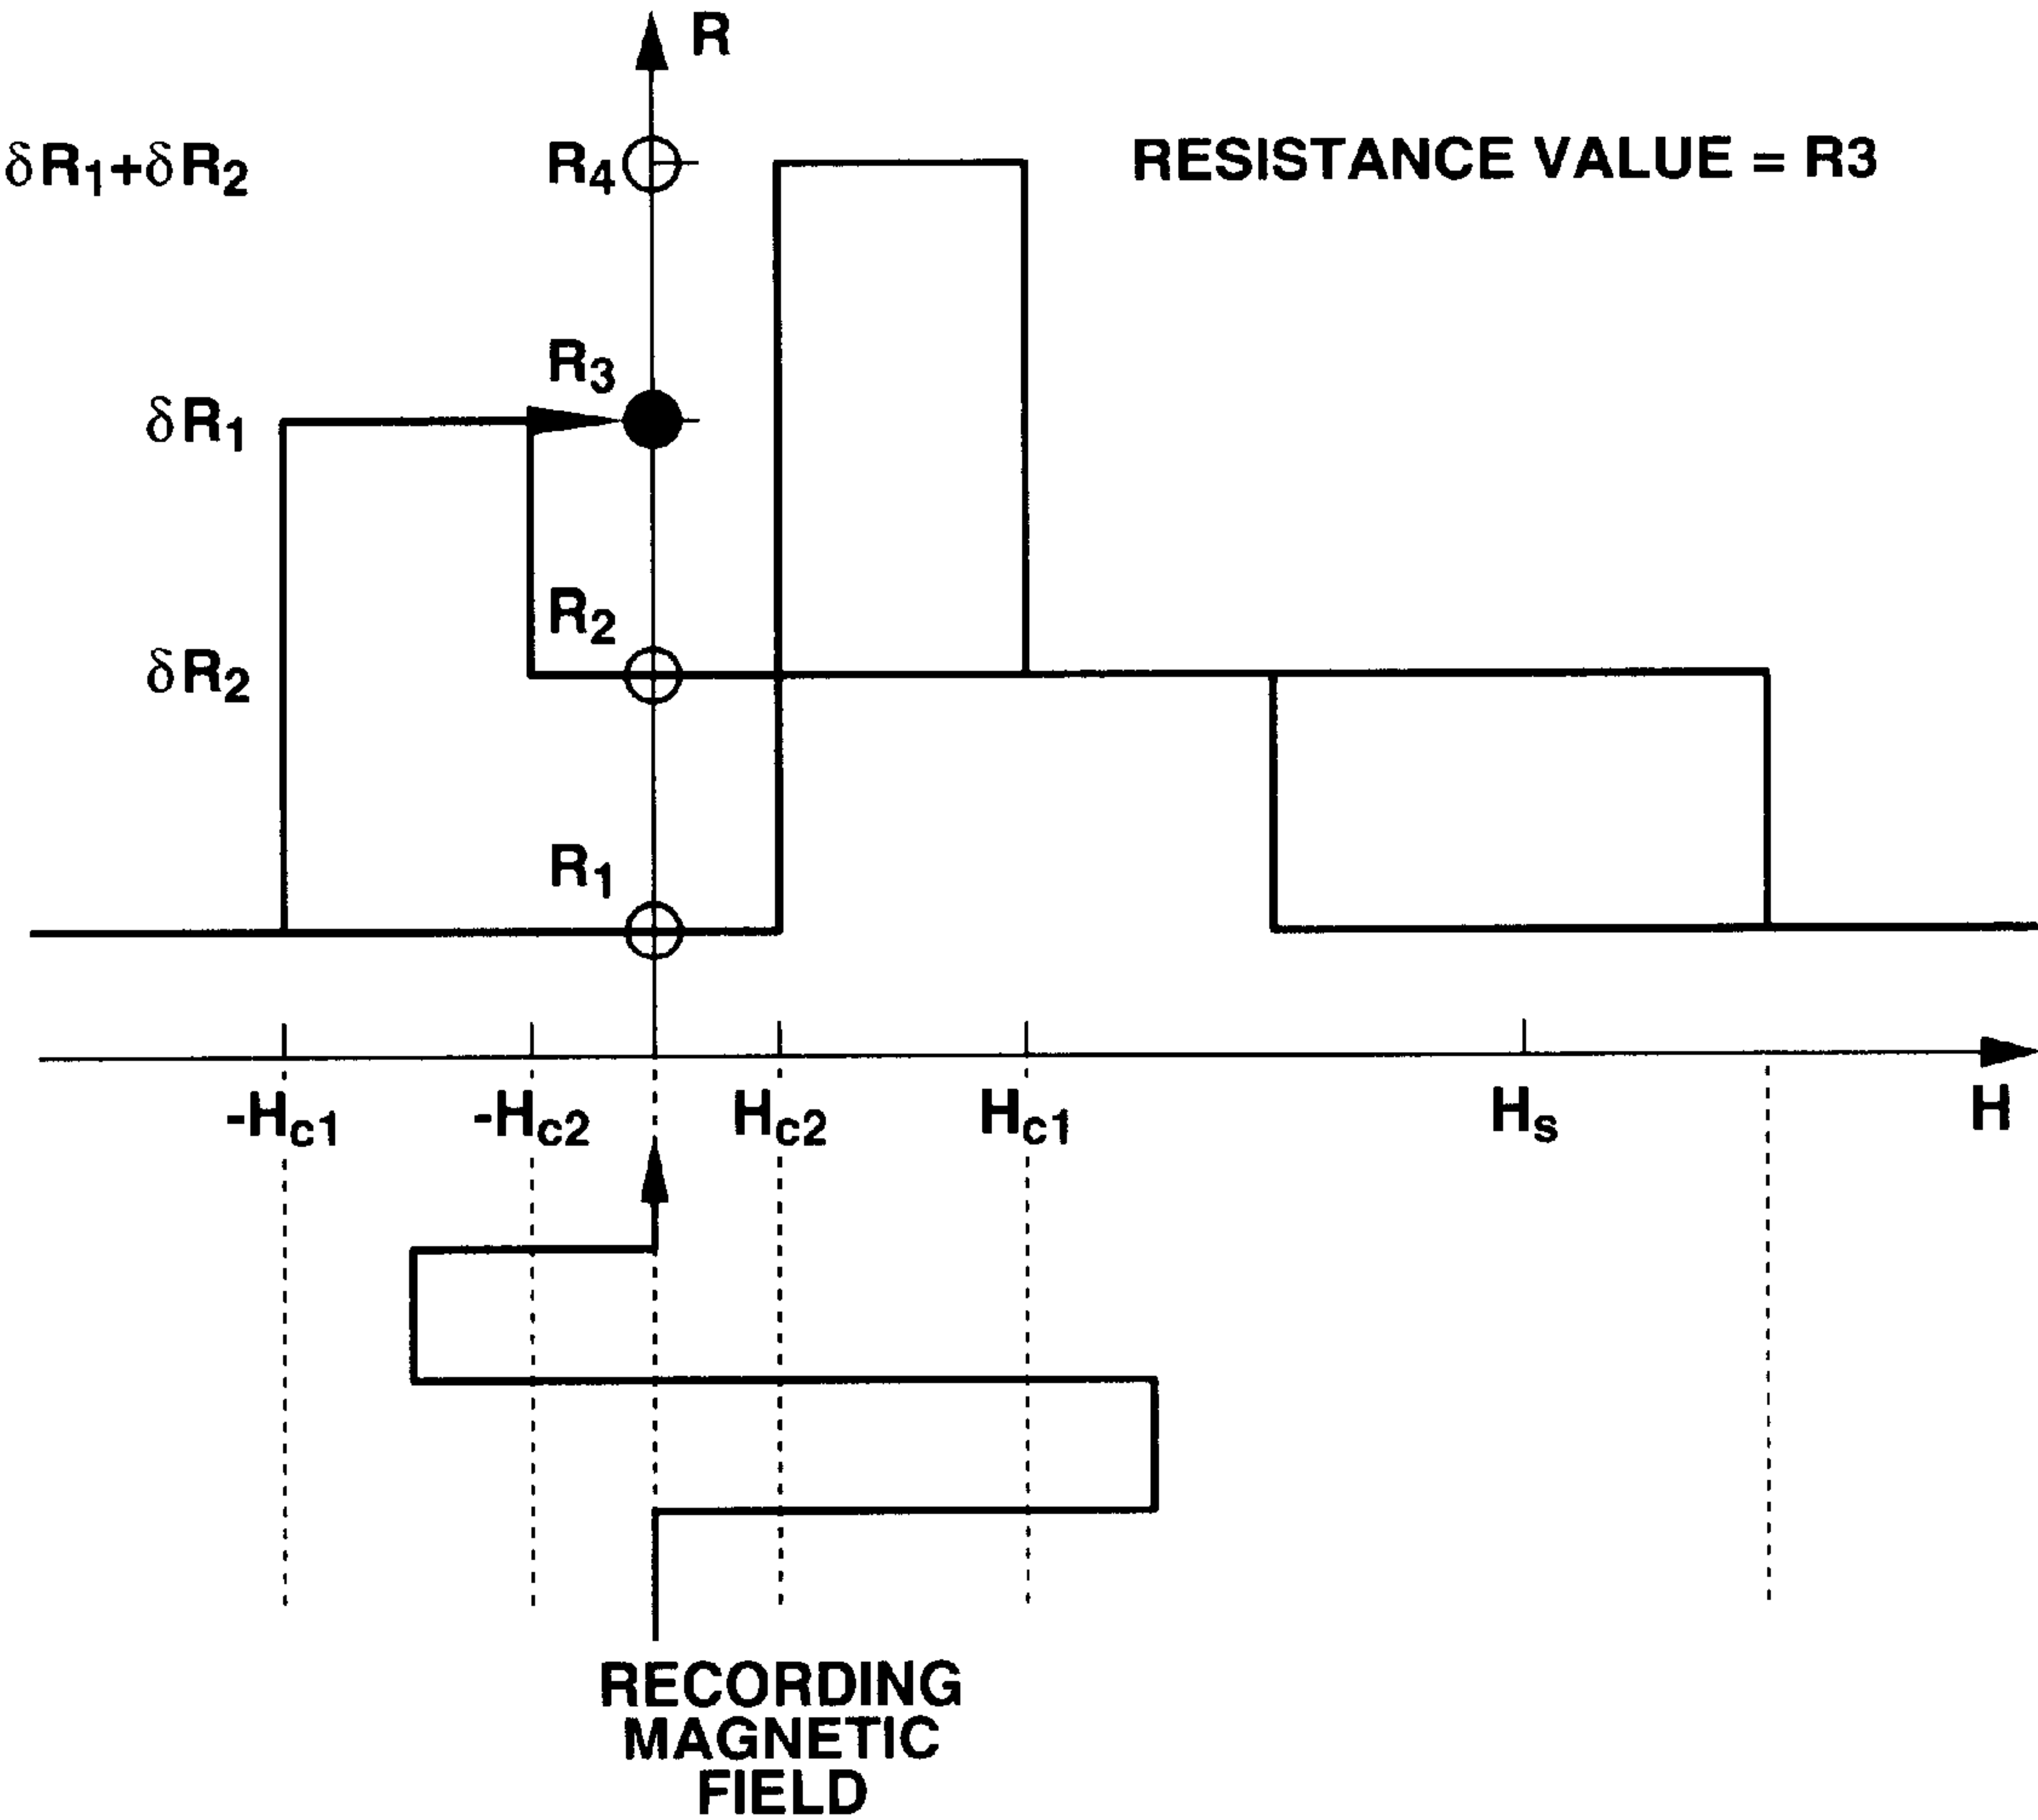 R
δR₁+δR₂
R₄
RESISTANCE VALUE = R3
R₃
δR₁
R₂
δR₂
R₁
-Hc1
-Hc2
Hc2
Hc1
Hs
H
RECORDING
MAGNETIC
FIELD